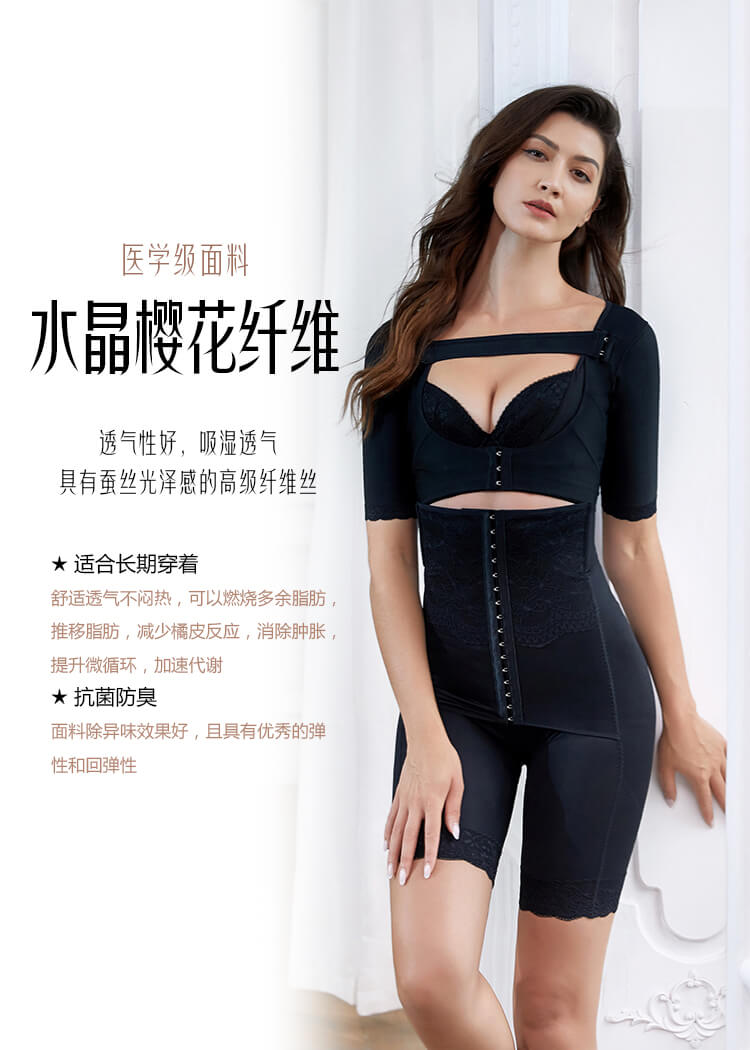 医学级面料
水晶樱花纤维
透气性好，吸湿透气
具有蚕丝光泽感的高级纤维丝
★ 适合长期穿着
舒适透气不闷热，可以燃烧多余脂肪，
推移脂肪，减少橘皮反应，消除肿胀，
提升微循环，加速代谢
★ 抗菌防臭
面料除异味效果好，且具有优秀的弹
性和回弹性